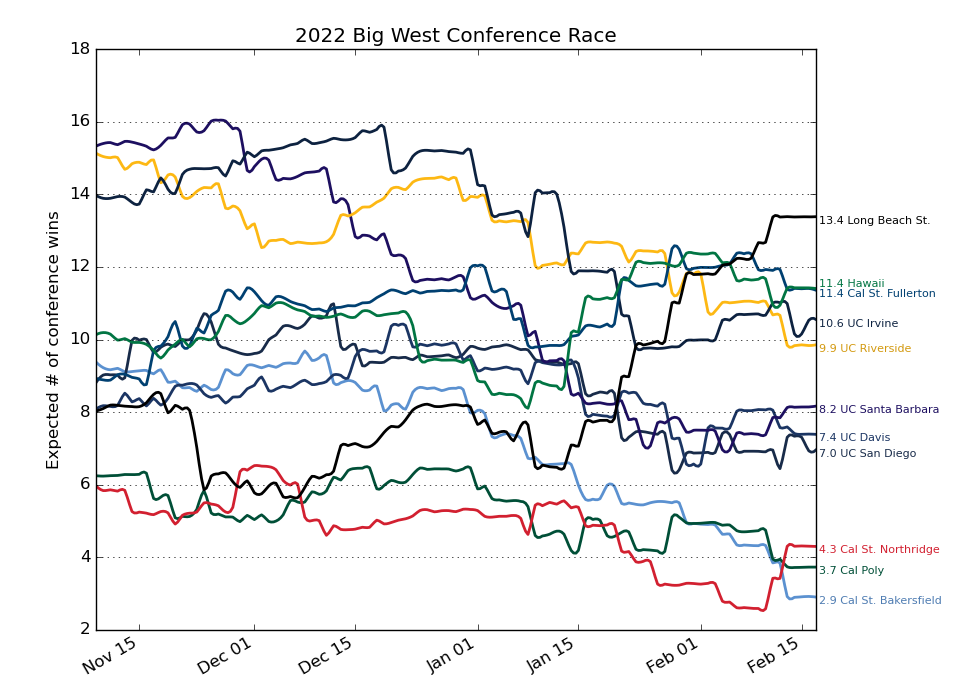 2022 Big West Conference Race
Expected # of conference wins
18
16
14
12
10
8
6
4
2
13.4 Long Beach St.
11.4 Hawaii
11.4 Cal St. Fullerton
10.6 UC Irvine
9.9 UC Riverside
8.2 UC Santa Barbara
7.4 UC Davis
7.0 UC San Diego
4.3 Cal St. Northridge
3.7 Cal Poly
2.9 Cal St. Bakersfield
Nov 15
Dec 01
Dec 15
Jan 01
Jan 15
Feb 01
Feb 15